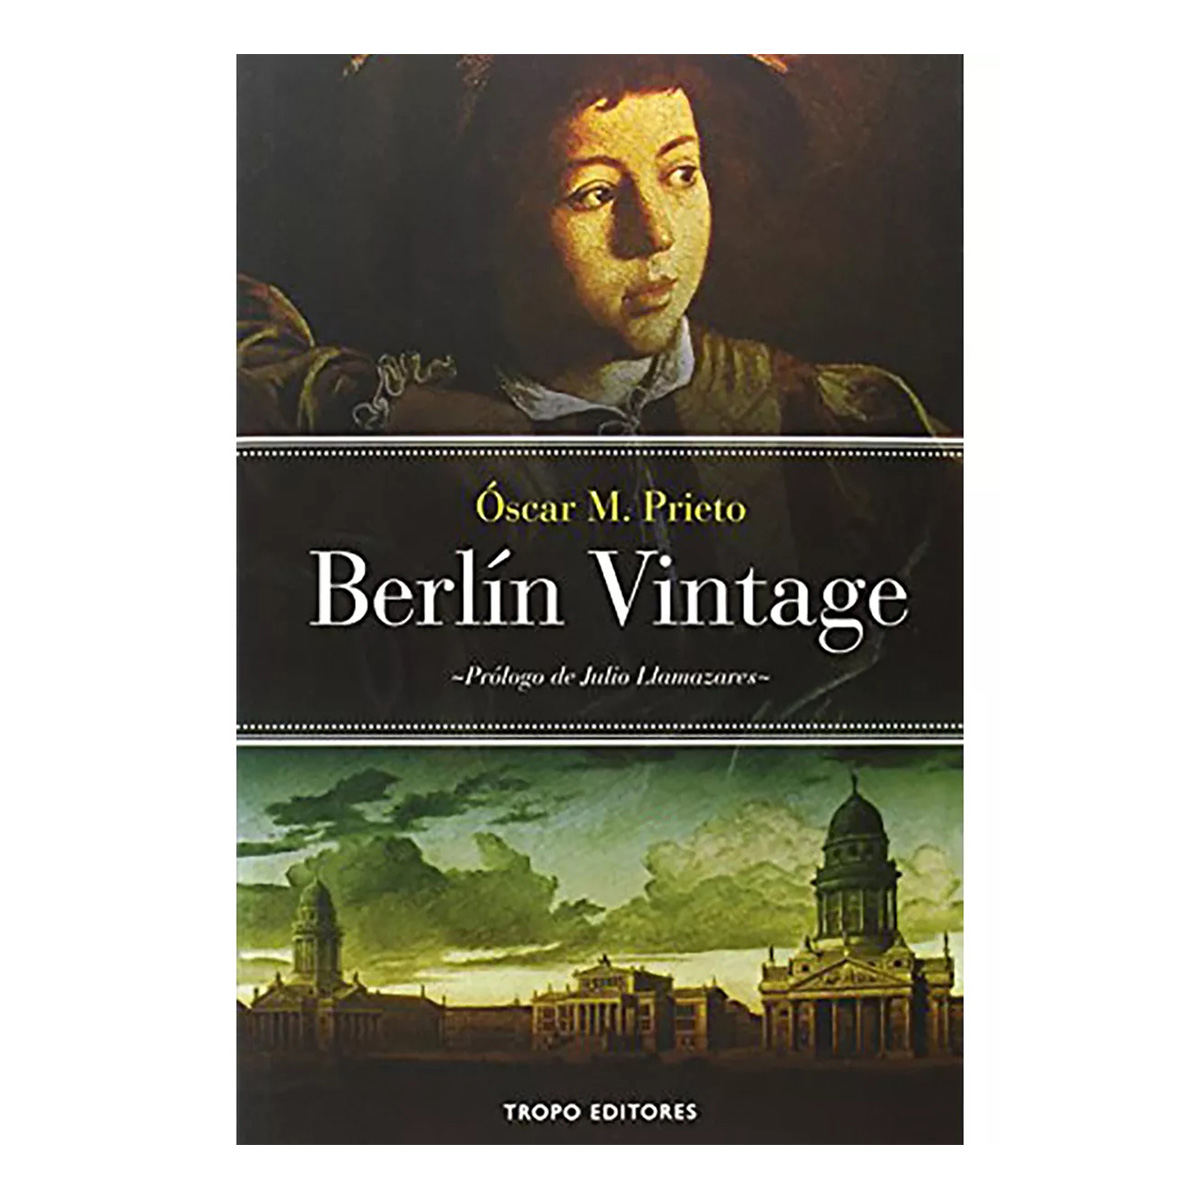 Óscar M. Prieto
Berlín Vintage
~Prólogo de Julio Llamazares~
TROPO EDITORES